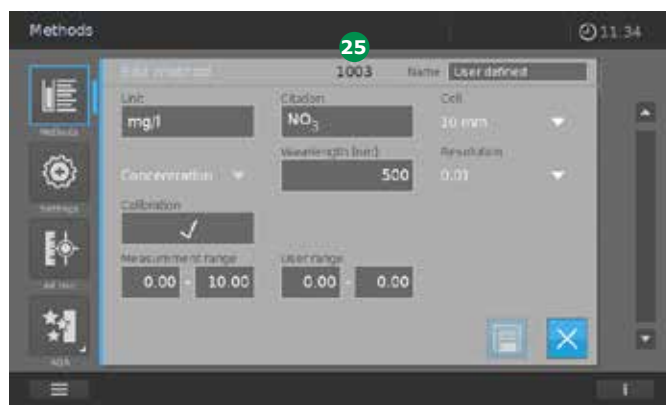 Methods
11:34
25
Edit method
1003
Name
User defined
Unit
Citation
Cell
mg/l
NO3
10 mm
Wavelength [nm]
Resolution
Concentration
500
0.01
Calibration
Measurement range
User range
0.00 - 10.00
0.00 - 0.00
Methods
Settings
AQA
i